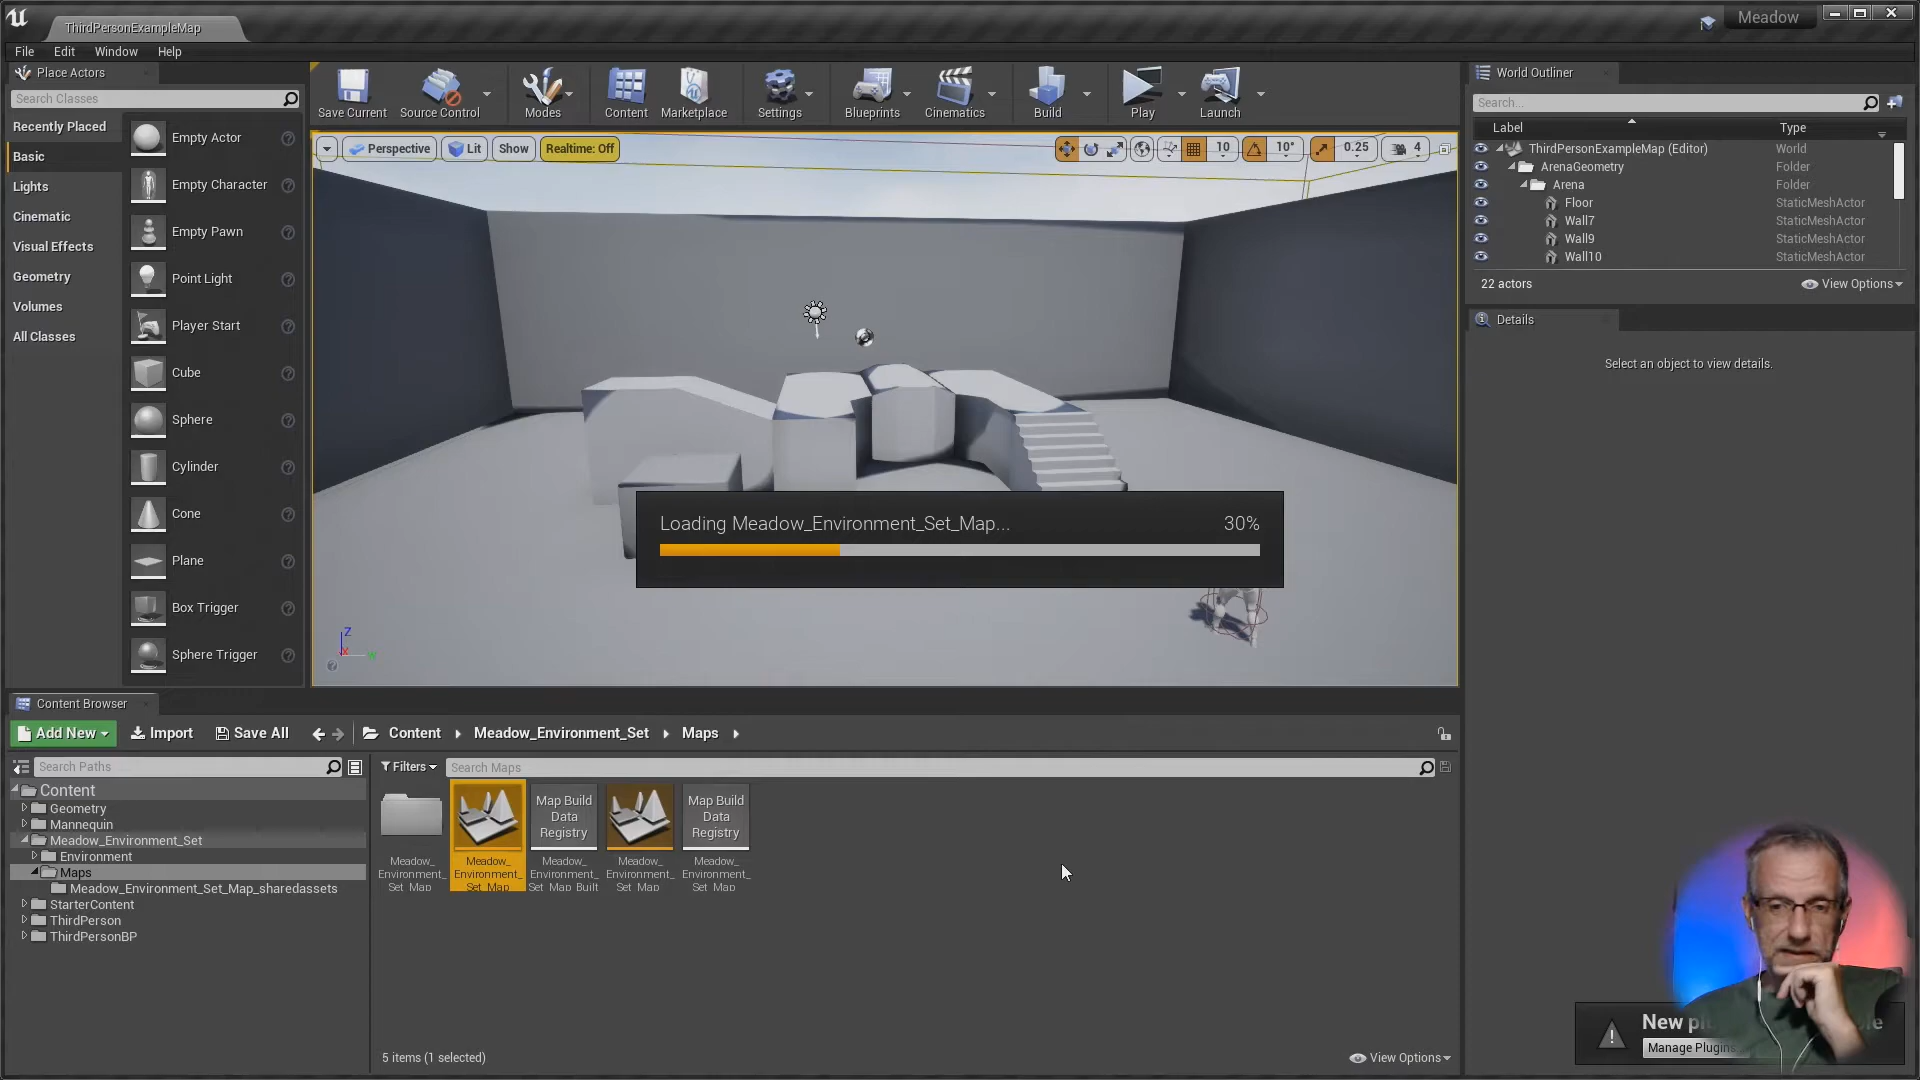 ThirdPersonExampleMap
Meadow
File Edit Window Help
Place Actors
Search Classes
Recently Placed
Basic
Lights
Cinematic
Visual Effects
Geometry
Volumes
All Classes
Empty Actor
Empty Character
Empty Pawn
Point Light
Player Start
Cube
Sphere
Cylinder
Cone
Plane
Box Trigger
Sphere Trigger
Save Current Source Control Modes Content Marketplace Settings Blueprints Cinematics Build Play Launch
Perspective Lit Show Realtime: Off 10 10° 0.25 4
Loading Meadow_Environment_Set_Map... 30%
Z
X
World Outliner
Search...
Label Type
ThirdPersonExampleMap (Editor) World
ArenaGeometry Folder
Arena Folder
Floor StaticMeshActor
Wall7 StaticMeshActor
Wall9 StaticMeshActor
Wall10 StaticMeshActor
22 actors View Options
Details
Select an object to view details.
Content Browser
Add New Import Save All Content Meadow_Environment_Set Maps
Search Paths
Content
Geometry
Mannequin
Meadow_Environment_Set
Environment
Maps
Meadow_Environment_Set_Map_sharedassets
StarterContent
ThirdPerson
ThirdPersonBP
Filters Search Maps
Map Build
Data
Registry
Map Build
Data
Registry
Meadow_ Meadow_ Meadow_ Meadow_ Meadow_
Environment_ Environment_ Environment_ Environment_ Environment_
Set_Map Set_Map Set_Map_Built Set_Map Set_Map
5 items (1 selected) View Options
New
Manage Plugins